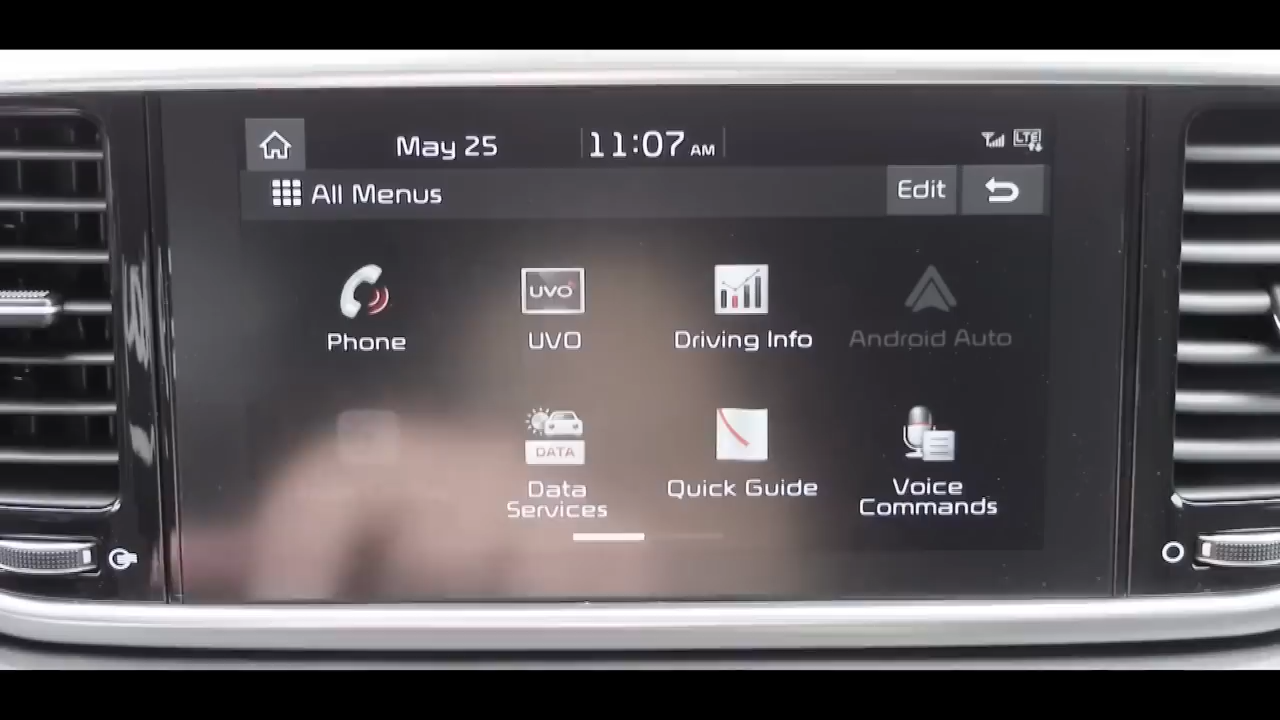 May 25
11:07 AM
LTE
All Menus
Edit
Phone
UVO
UVO
Driving Info
Android Auto
DATA
Data
Services
Quick Guide
Voice
Commands